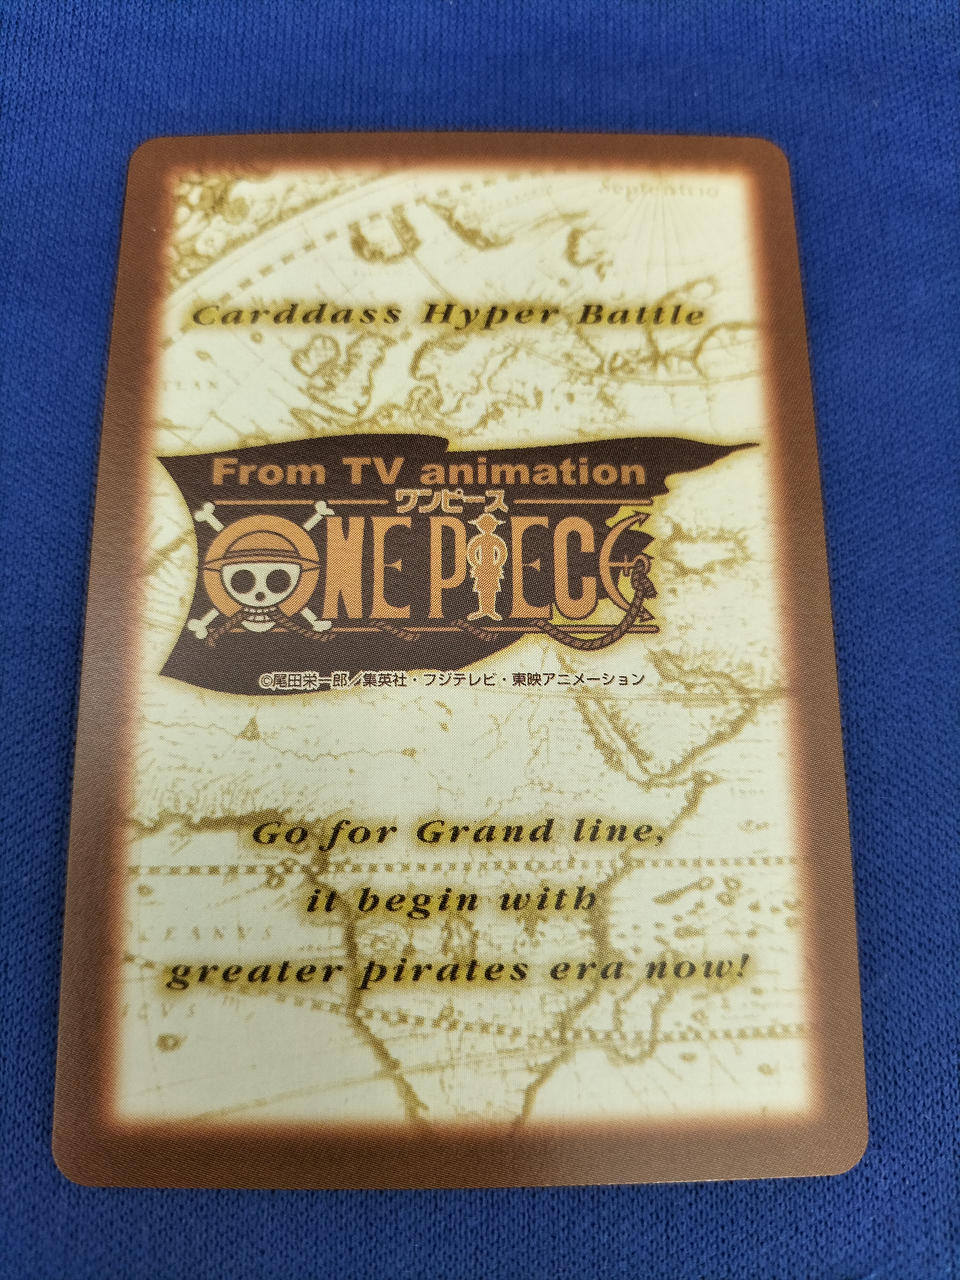 Septentrio
Carddass Hyper Battle
From TV animation
ワンピース
ONE PIECE
©尾田栄一郎／集英社・フジテレビ・東映アニメーション
Go for Grand line,
it begin with
greater pirates era now!